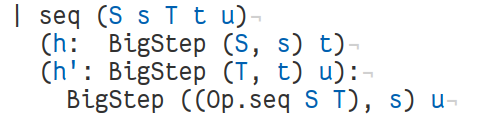 | seq (S s T t u)¬
(h:  BigStep (S, s) t)¬
(h': BigStep (T, t) u):¬
BigStep ((Op.seq S T), s) u¬